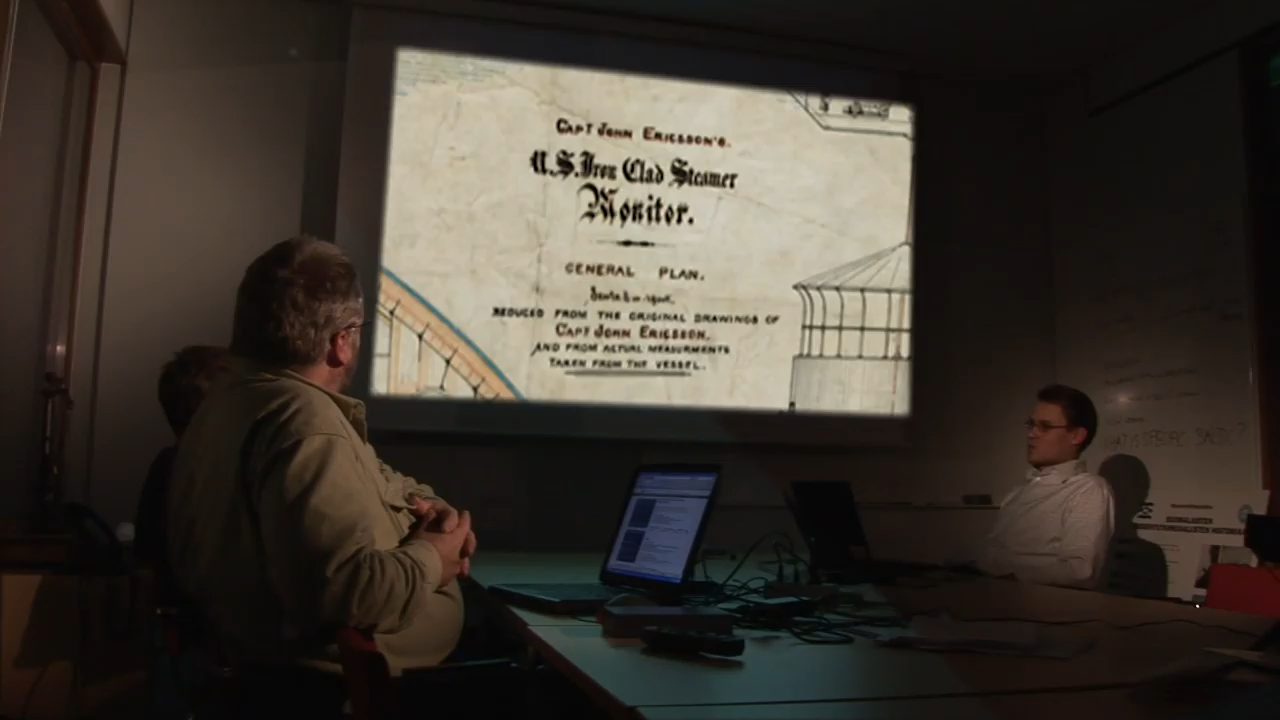 CAPT JOHN ERICSSON'S.
U.S. Iron Clad Steamer
Monitor.
GENERAL PLAN.
REDUCED FROM THE ORIGINAL DRAWINGS OF
CAPT JOHN ERICSSON,
AND FROM ACTUAL MEASURMENTS
TAKEN FROM THE VESSEL.